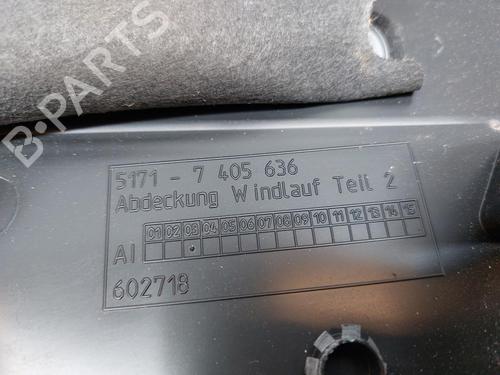 B-PARTS
5171 - 7 405 636
Abdeckung Windlauf Teil 2
01 02 03 04 05 06 07 08 09 10 11 12 13 14 15
AI
602718